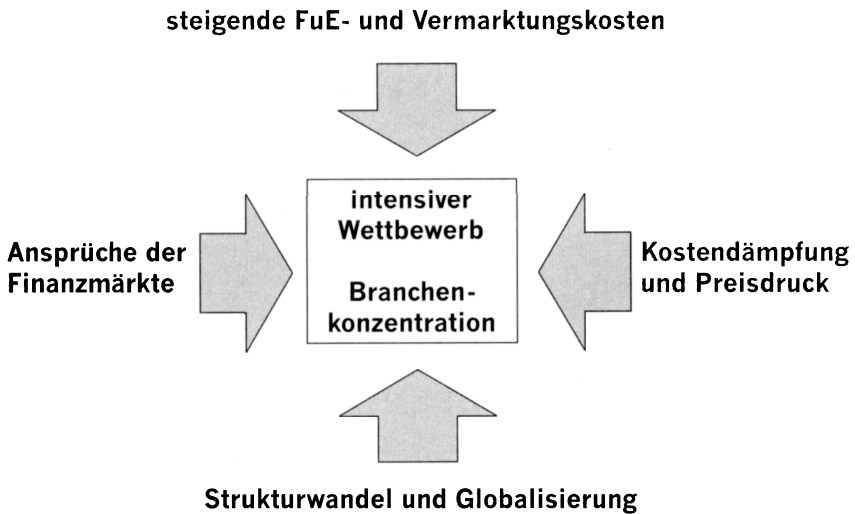 steigende FuE- und Vermarktungskosten
intensiver
Wettbewerb
Branchen-
konzentration
Ansprüche der
Finanzmärkte
Kostendämpfung
und Preisdruck
Strukturwandel und Globalisierung